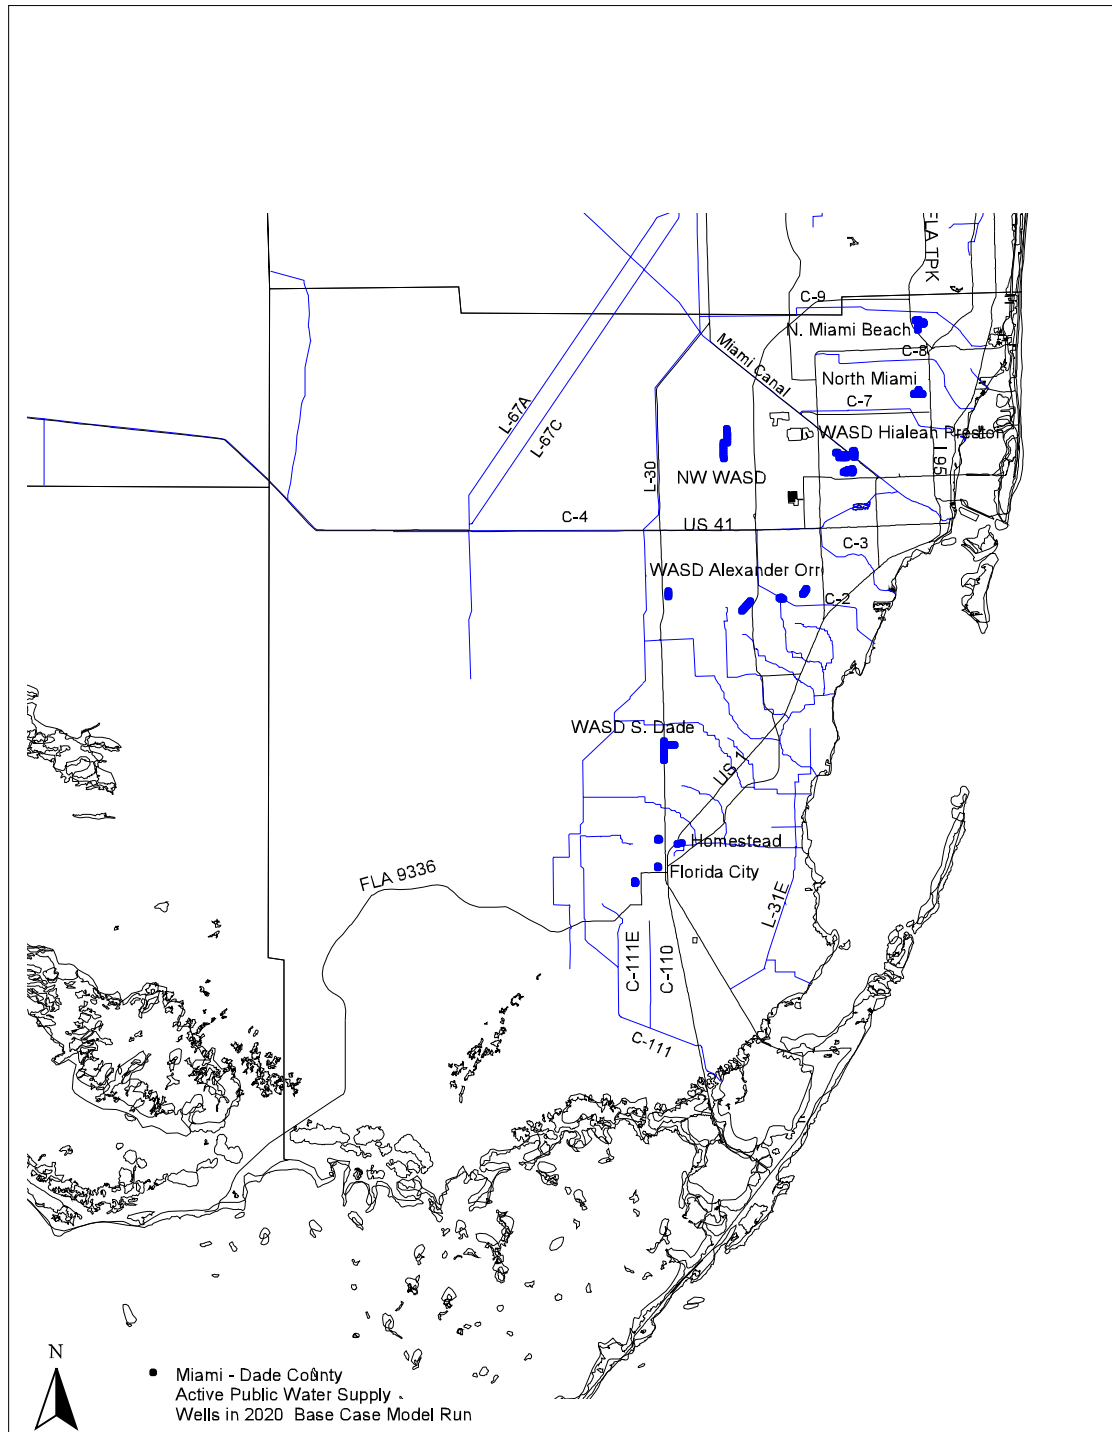 FLA TPK
C-9
N. Miami Beach
C-8
Miami Canal
North Miami
C-7
L-67A
L-67C
WASD Hialeah Preston
I 95
L-30
NW WASD
C-4
US 41
C-3
WASD Alexander Orr
C-2
WASD S. Dade
US 1
Homestead
FLA 9336
Florida City
L-31E
C-111E
C-110
C-111
N
Miami - Dade County
Active Public Water Supply
Wells in 2020 Base Case Model Run